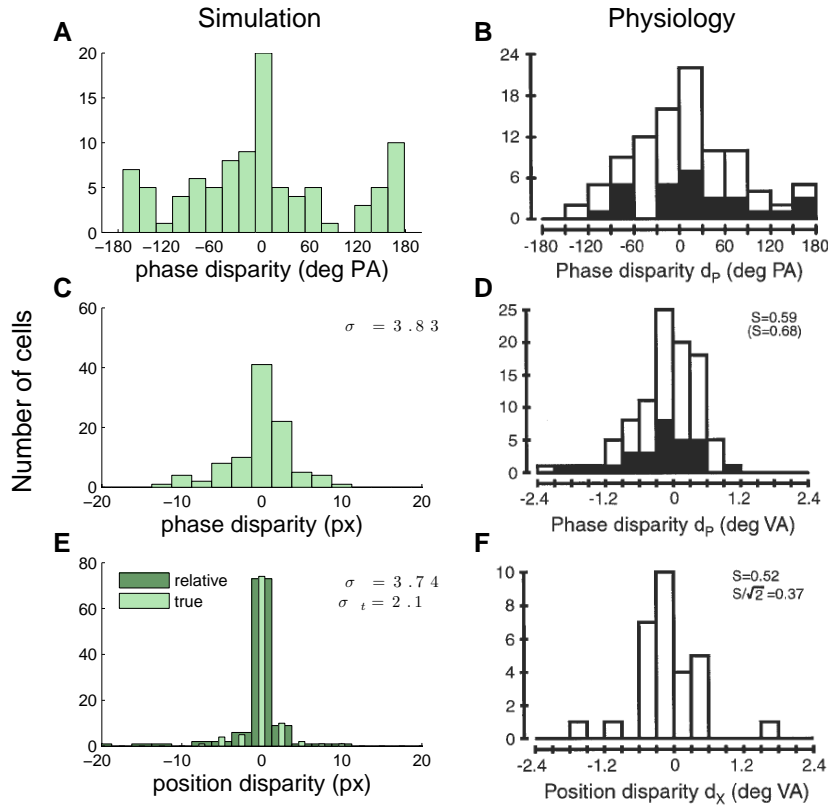 Simulation
Physiology
A
20
15
10
5
0
-180 -120 -60 0 60 120 180
phase disparity (deg PA)
B
24
18
12
6
0
-180 -120 -60 0 60 120 180
Phase disparity dP (deg PA)
Number of cells
C
60
40
20
0
−20 −10 0 10 20
σ = 3.83
phase disparity (px)
D
25
20
15
10
5
0
-2.4 -1.2 0 1.2 2.4
S=0.59
(S=0.68)
Phase disparity dP (deg VA)
E
80
60
40
20
0
−20 −10 0 10 20
relative
true
σ = 3.74
σt = 2.1
position disparity (px)
F
10
8
6
4
2
0
-2.4 -1.2 0 1.2 2.4
S=0.52
S/√2 =0.37
Position disparity dX (deg VA)